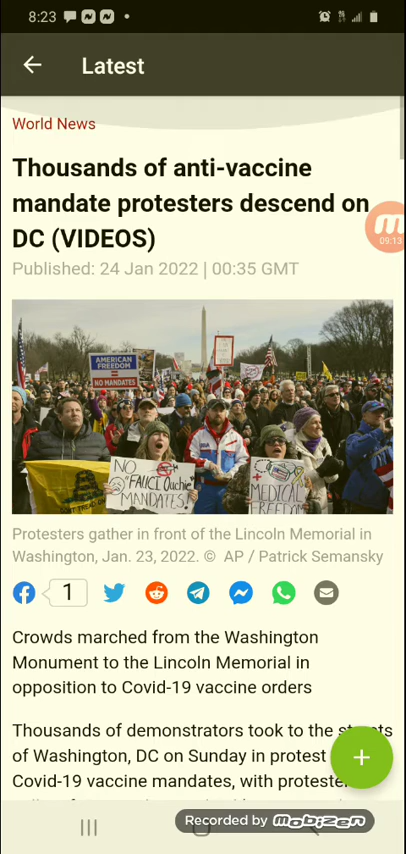 8:23
Latest
World News
Thousands of anti-vaccine
mandate protesters descend on
DC (VIDEOS)
09:13
Published: 24 Jan 2022 | 00:35 GMT
AMERICAN
FREEDOM
NO MANDATES
NO
"FAUCI Ouchie"
MANDATES!
MEDICAL
FREEDOM
Protesters gather in front of the Lincoln Memorial in
Washington, Jan. 23, 2022. © AP / Patrick Semansky
1
Crowds marched from the Washington
Monument to the Lincoln Memorial in
opposition to Covid-19 vaccine orders
Thousands of demonstrators took to the
of Washington, DC on Sunday in protest
Covid-19 vaccine mandates, with
Recorded by mobizen